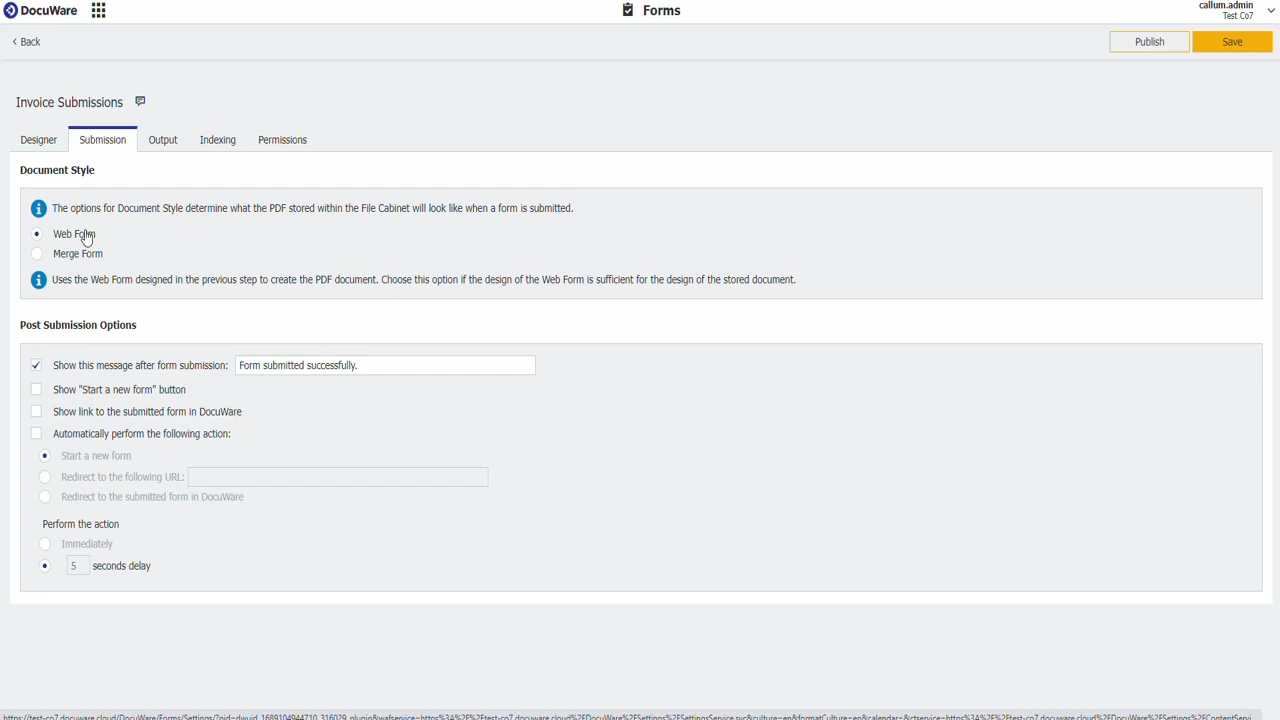 DocuWare
Forms
callum.admin
Test Co7
< Back
Publish
Save
Invoice Submissions
Designer
Submission
Output
Indexing
Permissions
Document Style
The options for Document Style determine what the PDF stored within the File Cabinet will look like when a form is submitted.
Web Form
Merge Form
Uses the Web Form designed in the previous step to create the PDF document. Choose this option if the design of the Web Form is sufficient for the design of the stored document.
Post Submission Options
Show this message after form submission: Form submitted successfully.
Show "Start a new form" button
Show link to the submitted form in DocuWare
Automatically perform the following action:
Start a new form
Redirect to the following URL:
Redirect to the submitted form in DocuWare
Perform the action
Immediately
5 seconds delay